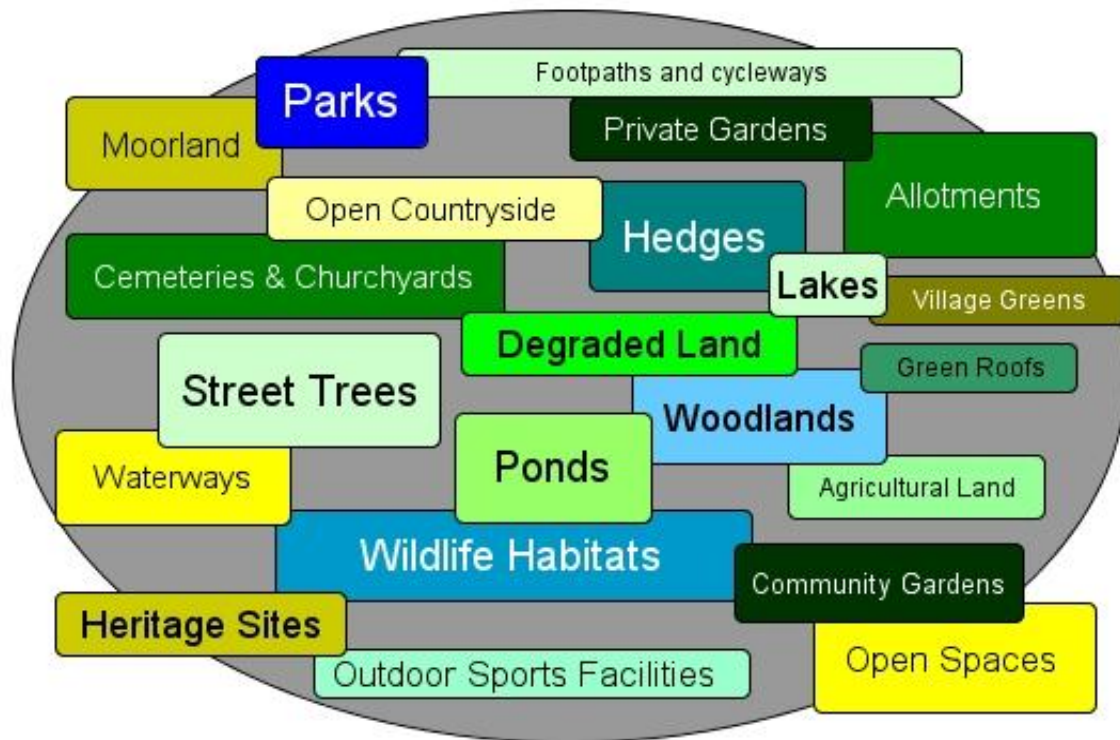 Footpaths and cycleways
Parks
Private Gardens
Moorland
Allotments
Open Countryside
Hedges
Cemeteries & Churchyards
Lakes
Village Greens
Degraded Land
Green Roofs
Street Trees
Woodlands
Ponds
Waterways
Agricultural Land
Wildlife Habitats
Community Gardens
Heritage Sites
Open Spaces
Outdoor Sports Facilities